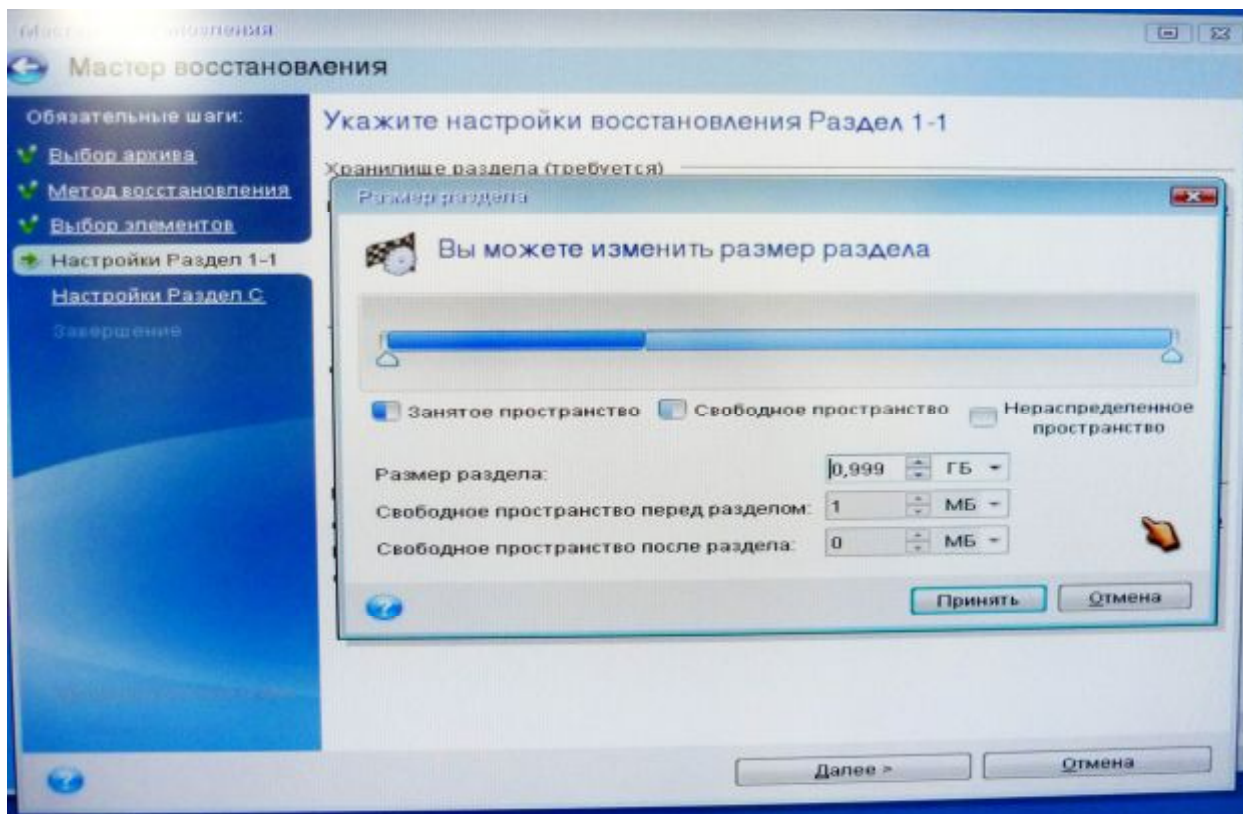 Мастер восстановления
Обязательные шаги:
Выбор архива
Метод восстановления
Выбор элементов
Настройки Раздел 1-1
Настройки Раздел C
Завершение
Укажите настройки восстановления Раздел 1-1
Хранилище раздела (требуется)
Размер раздела
Вы можете изменить размер раздела
Занятое пространство
Свободное пространство
Нераспределенное
пространство
Размер раздела: 0,999 ГБ
Свободное пространство перед разделом: 1 МБ
Свободное пространство после раздела: 0 МБ
Принять
Отмена
Далее >
Отмена